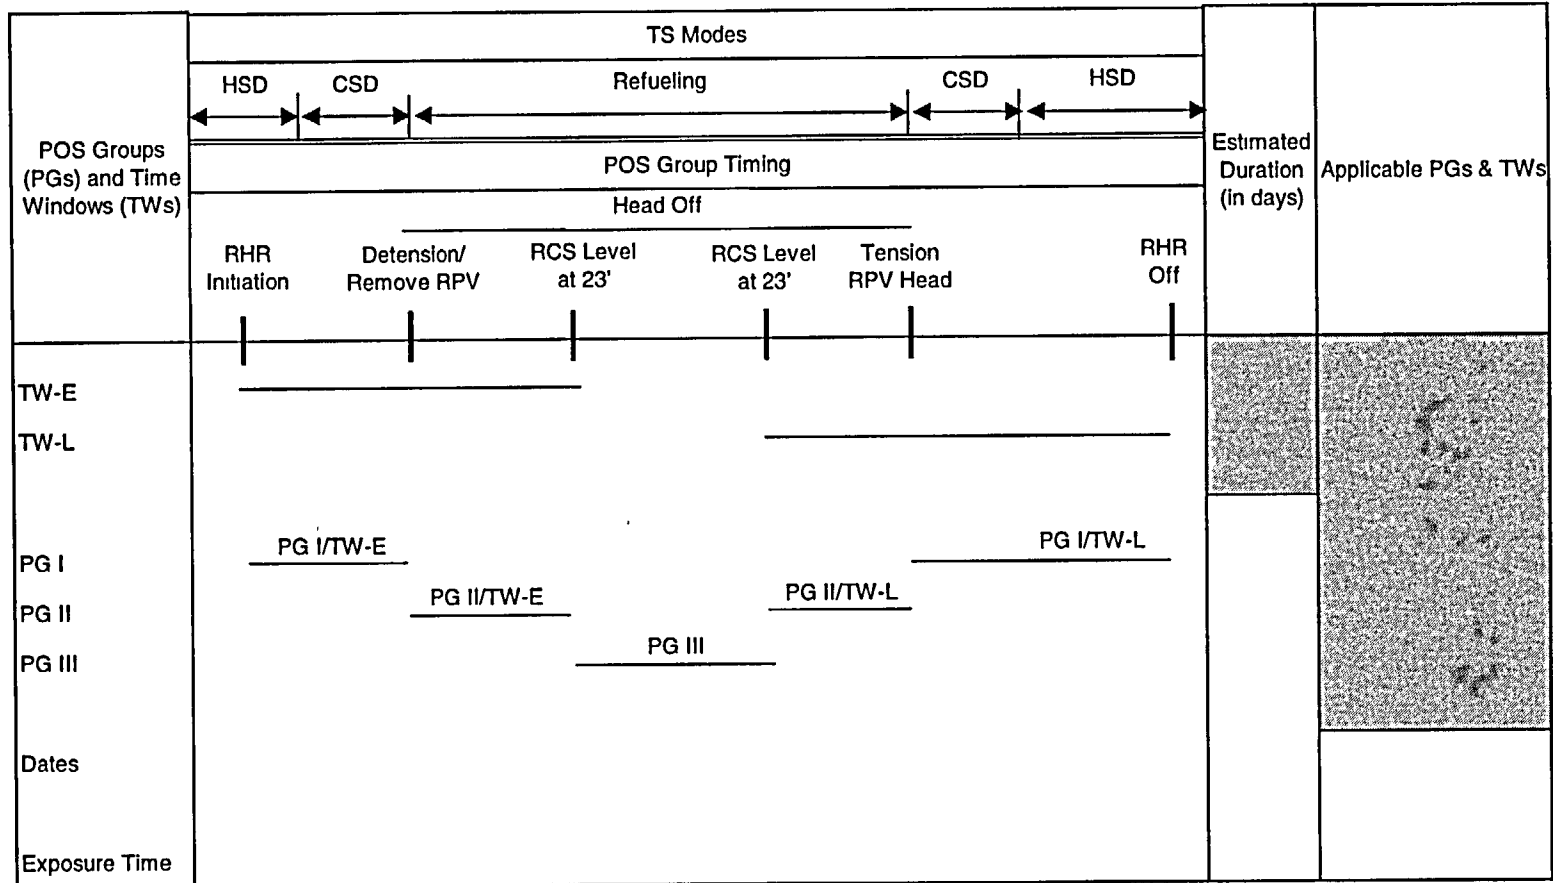 TS Modes
HSD CSD Refueling CSD HSD
POS Groups
(PGs) and Time
Windows (TWs)
POS Group Timing
Head Off
RHR
Initiation
Detension/
Remove RPV
RCS Level
at 23'
RCS Level
at 23'
Tension
RPV Head
RHR
Off
Estimated
Duration
(in days)
Applicable PGs & TWs
TW-E
TW-L
PG I PG I/TW-E PG I/TW-L
PG II PG II/TW-E PG II/TW-L
PG III PG III
Dates
Exposure Time